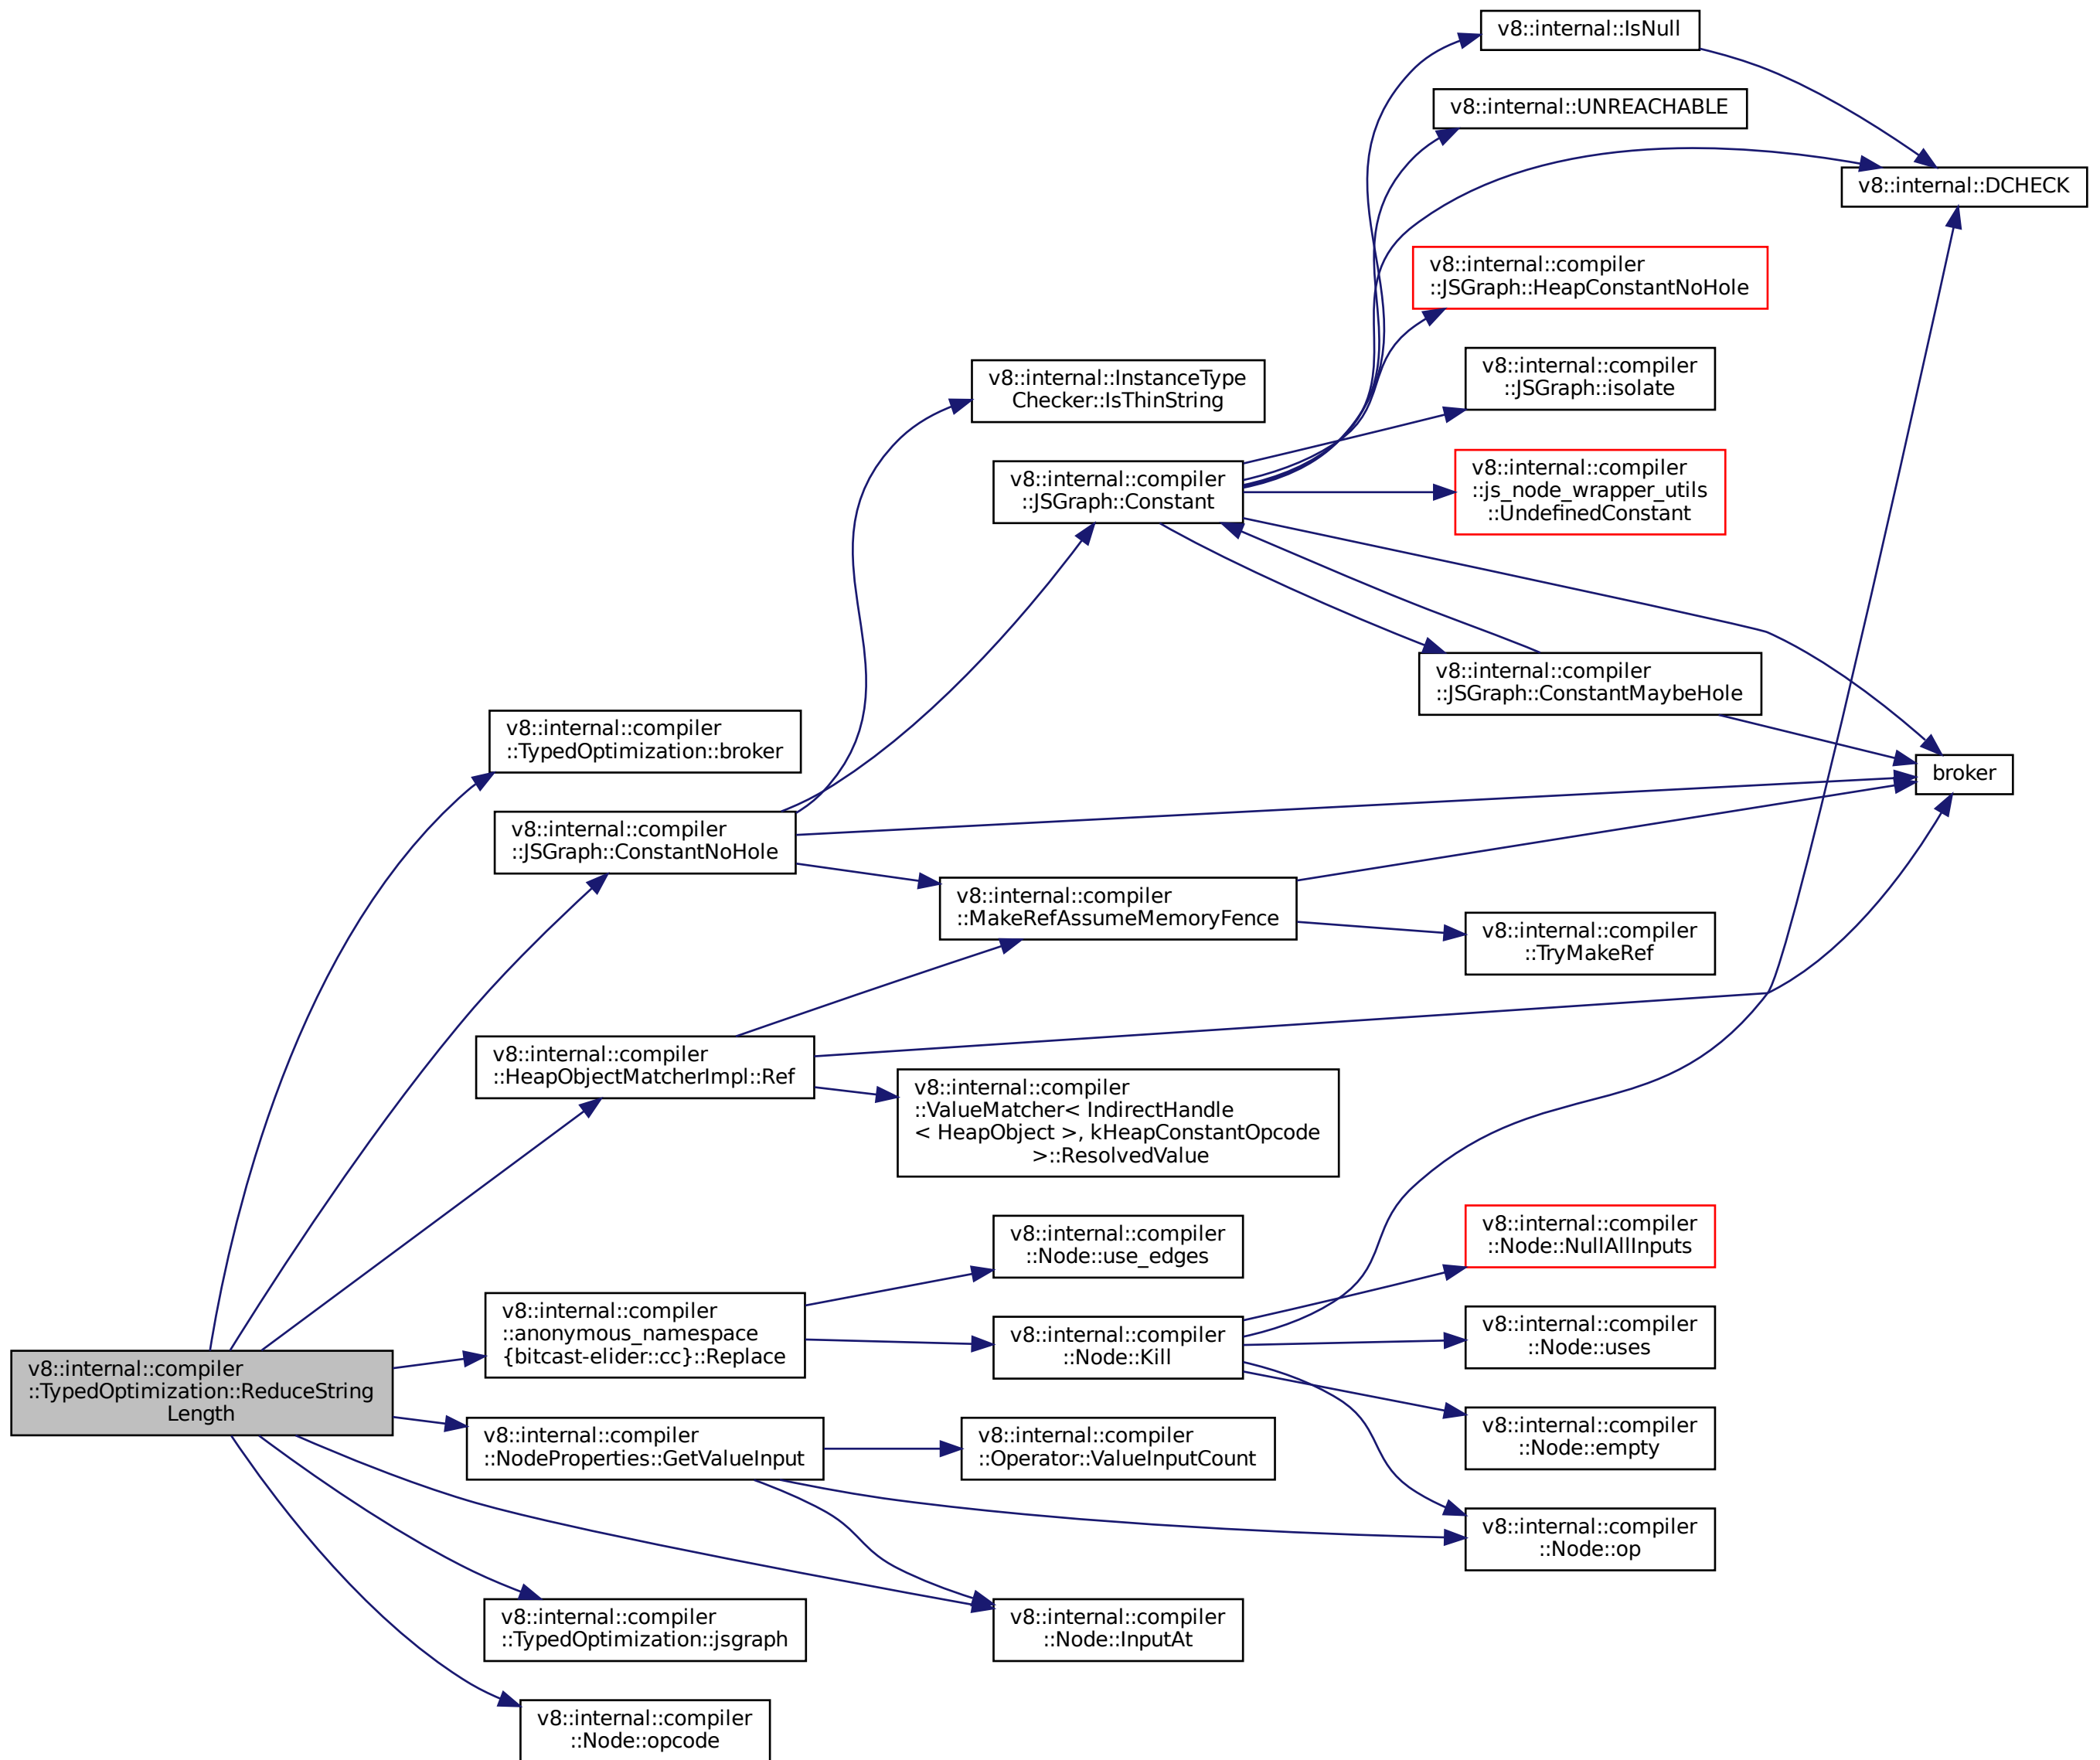 v8::internal::IsNull
v8::internal::UNREACHABLE
v8::internal::DCHECK
v8::internal::compiler
::JSGraph::HeapConstantNoHole
v8::internal::compiler
::JSGraph::isolate
v8::internal::InstanceType
Checker::IsThinString
v8::internal::compiler
::JSGraph::Constant
v8::internal::compiler
::js_node_wrapper_utils
::UndefinedConstant
v8::internal::compiler
::JSGraph::ConstantMaybeHole
v8::internal::compiler
::TypedOptimization::broker
broker
v8::internal::compiler
::JSGraph::ConstantNoHole
v8::internal::compiler
::MakeRefAssumeMemoryFence
v8::internal::compiler
::TryMakeRef
v8::internal::compiler
::HeapObjectMatcherImpl::Ref
v8::internal::compiler
::ValueMatcher< IndirectHandle
< HeapObject >, kHeapConstantOpcode
>::ResolvedValue
v8::internal::compiler
::Node::use_edges
v8::internal::compiler
::Node::NullAllInputs
v8::internal::compiler
::anonymous_namespace
{bitcast-elider::cc}::Replace
v8::internal::compiler
::Node::Kill
v8::internal::compiler
::Node::uses
v8::internal::compiler
::TypedOptimization::ReduceString
Length
v8::internal::compiler
::NodeProperties::GetValueInput
v8::internal::compiler
::Operator::ValueInputCount
v8::internal::compiler
::Node::empty
v8::internal::compiler
::Node::op
v8::internal::compiler
::TypedOptimization::jsgraph
v8::internal::compiler
::Node::InputAt
v8::internal::compiler
::Node::opcode